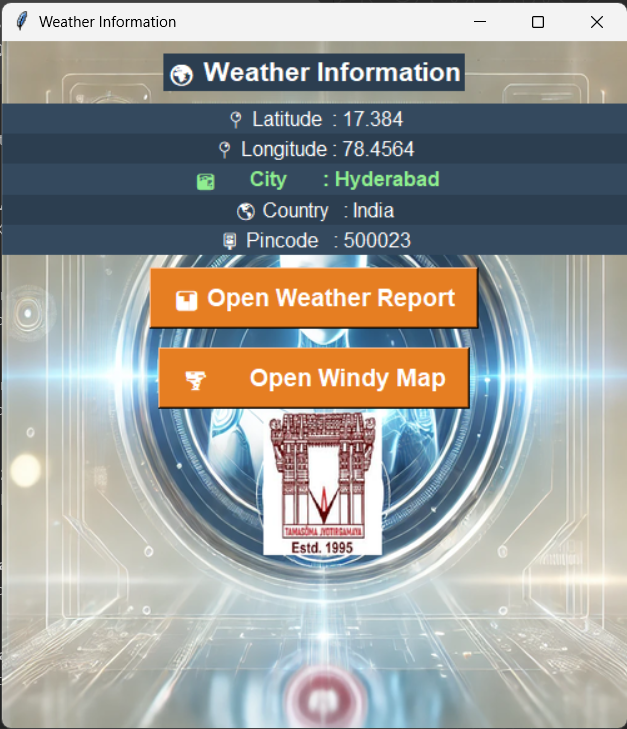 Weather Information
Weather Information
Latitude : 17.384
Longitude : 78.4564
City : Hyderabad
Country : India
Pincode : 500023
Open Weather Report
Open Windy Map
TAMASOMA JYOTIRGAMAYA
Estd. 1995